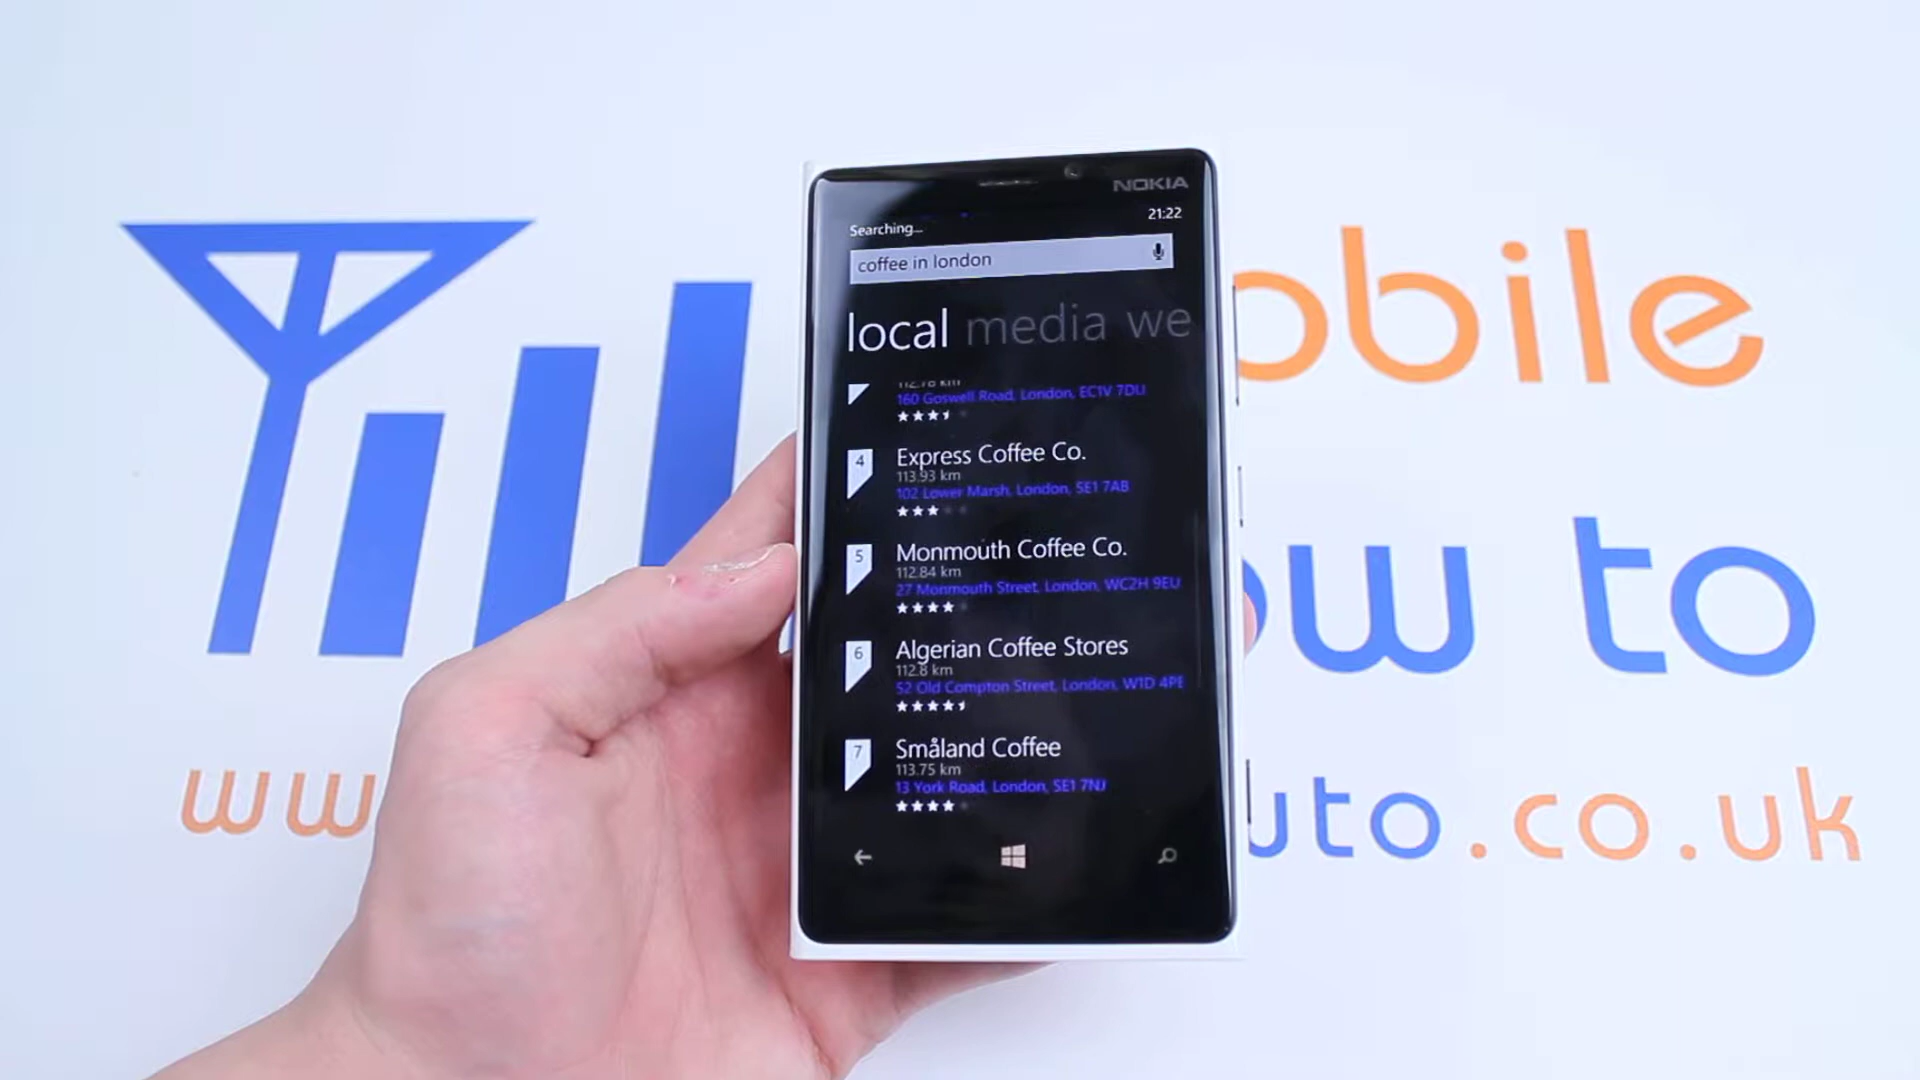 NOKIA
21:22
Searching...
coffee in london
local media we
160 Goswell Road, London, EC1V 7DU
4
Express Coffee Co.
113.93 km
102 Lower Marsh, London, SE1 7AB
5
Monmouth Coffee Co.
112.84 km
27 Monmouth Street, London, WC2H 9EU
6
Algerian Coffee Stores
112.8 km
52 Old Compton Street, London, W1D 4PE
7
Småland Coffee
113.75 km
13 York Road, London, SE1 7NJ
obile
ow to
ww
uto.co.uk